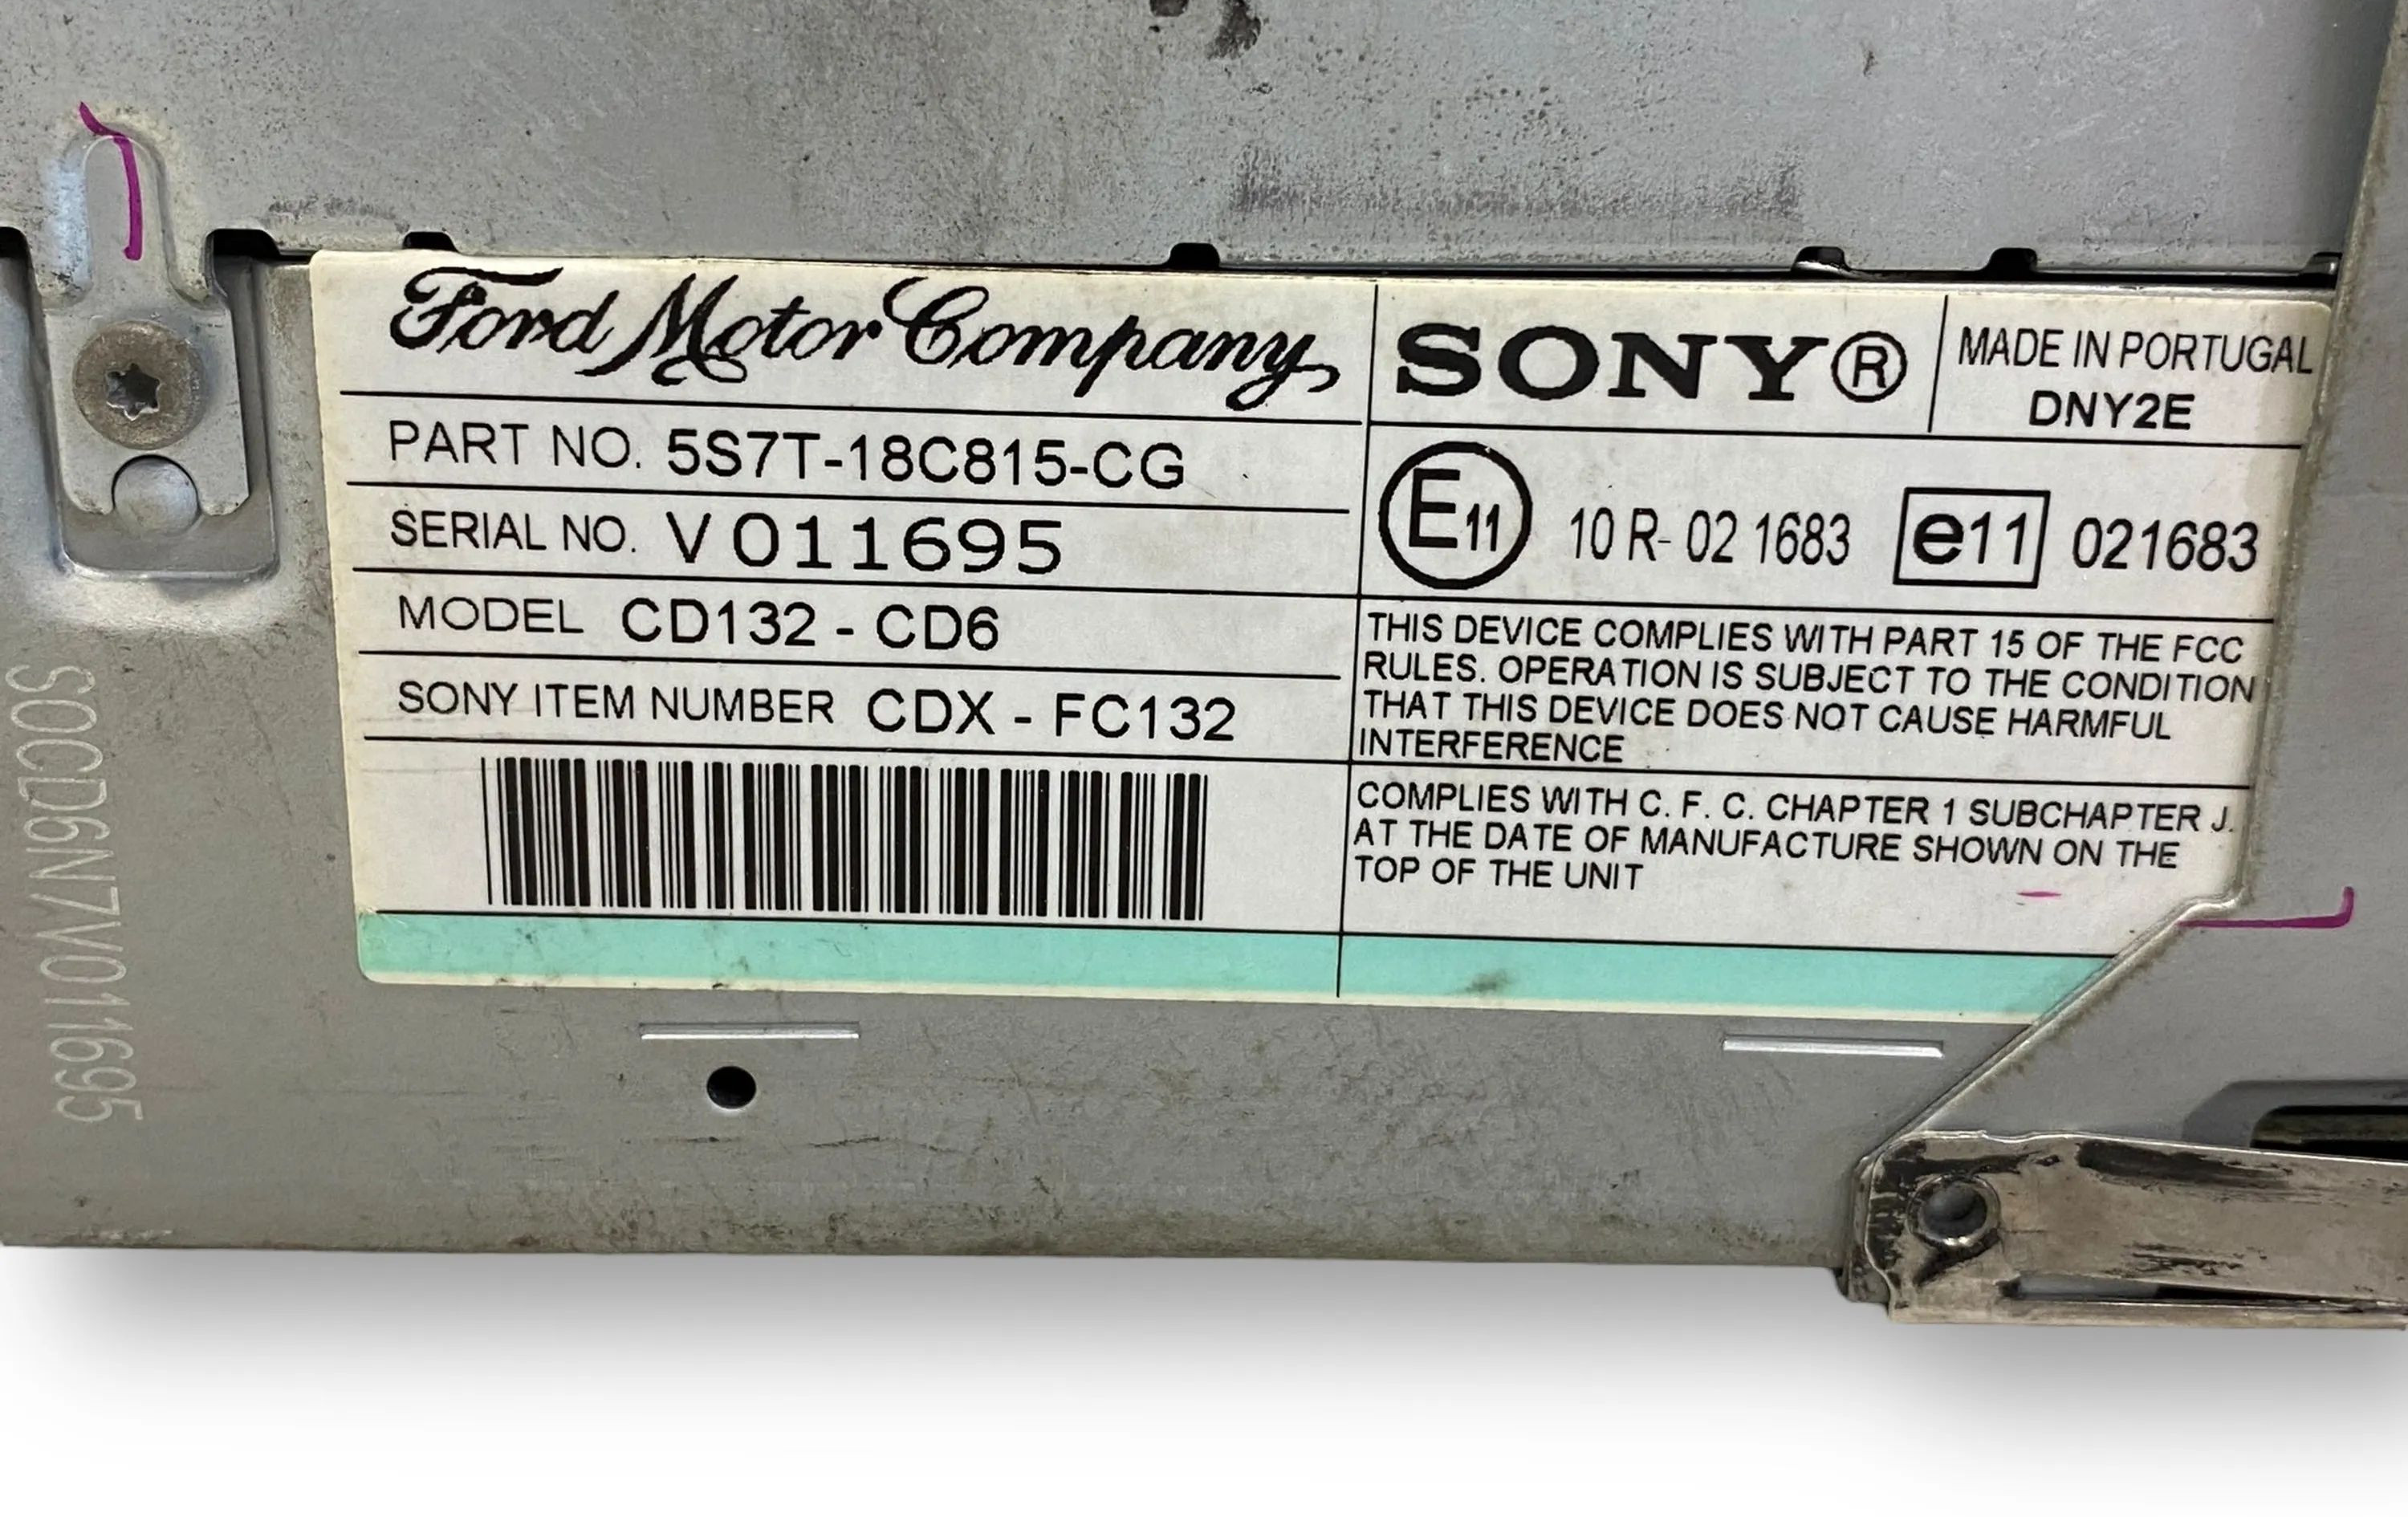 Ford Motor Company
PART NO. 5S7T-18C815-CG
SERIAL NO. V 011695
MODEL CD132 - CD6
SONY ITEM NUMBER CDX - FC132
SONY®
MADE IN PORTUGAL
DNY2E
E11 10 R- 02 1683 e11 021683
THIS DEVICE COMPLIES WITH PART 15 OF THE FCC
RULES. OPERATION IS SUBJECT TO THE CONDITION
THAT THIS DEVICE DOES NOT CAUSE HARMFUL
INTERFERENCE
COMPLIES WITH C. F. C. CHAPTER 1 SUBCHAPTER J.
AT THE DATE OF MANUFACTURE SHOWN ON THE
TOP OF THE UNIT
SOCD6N7V011695